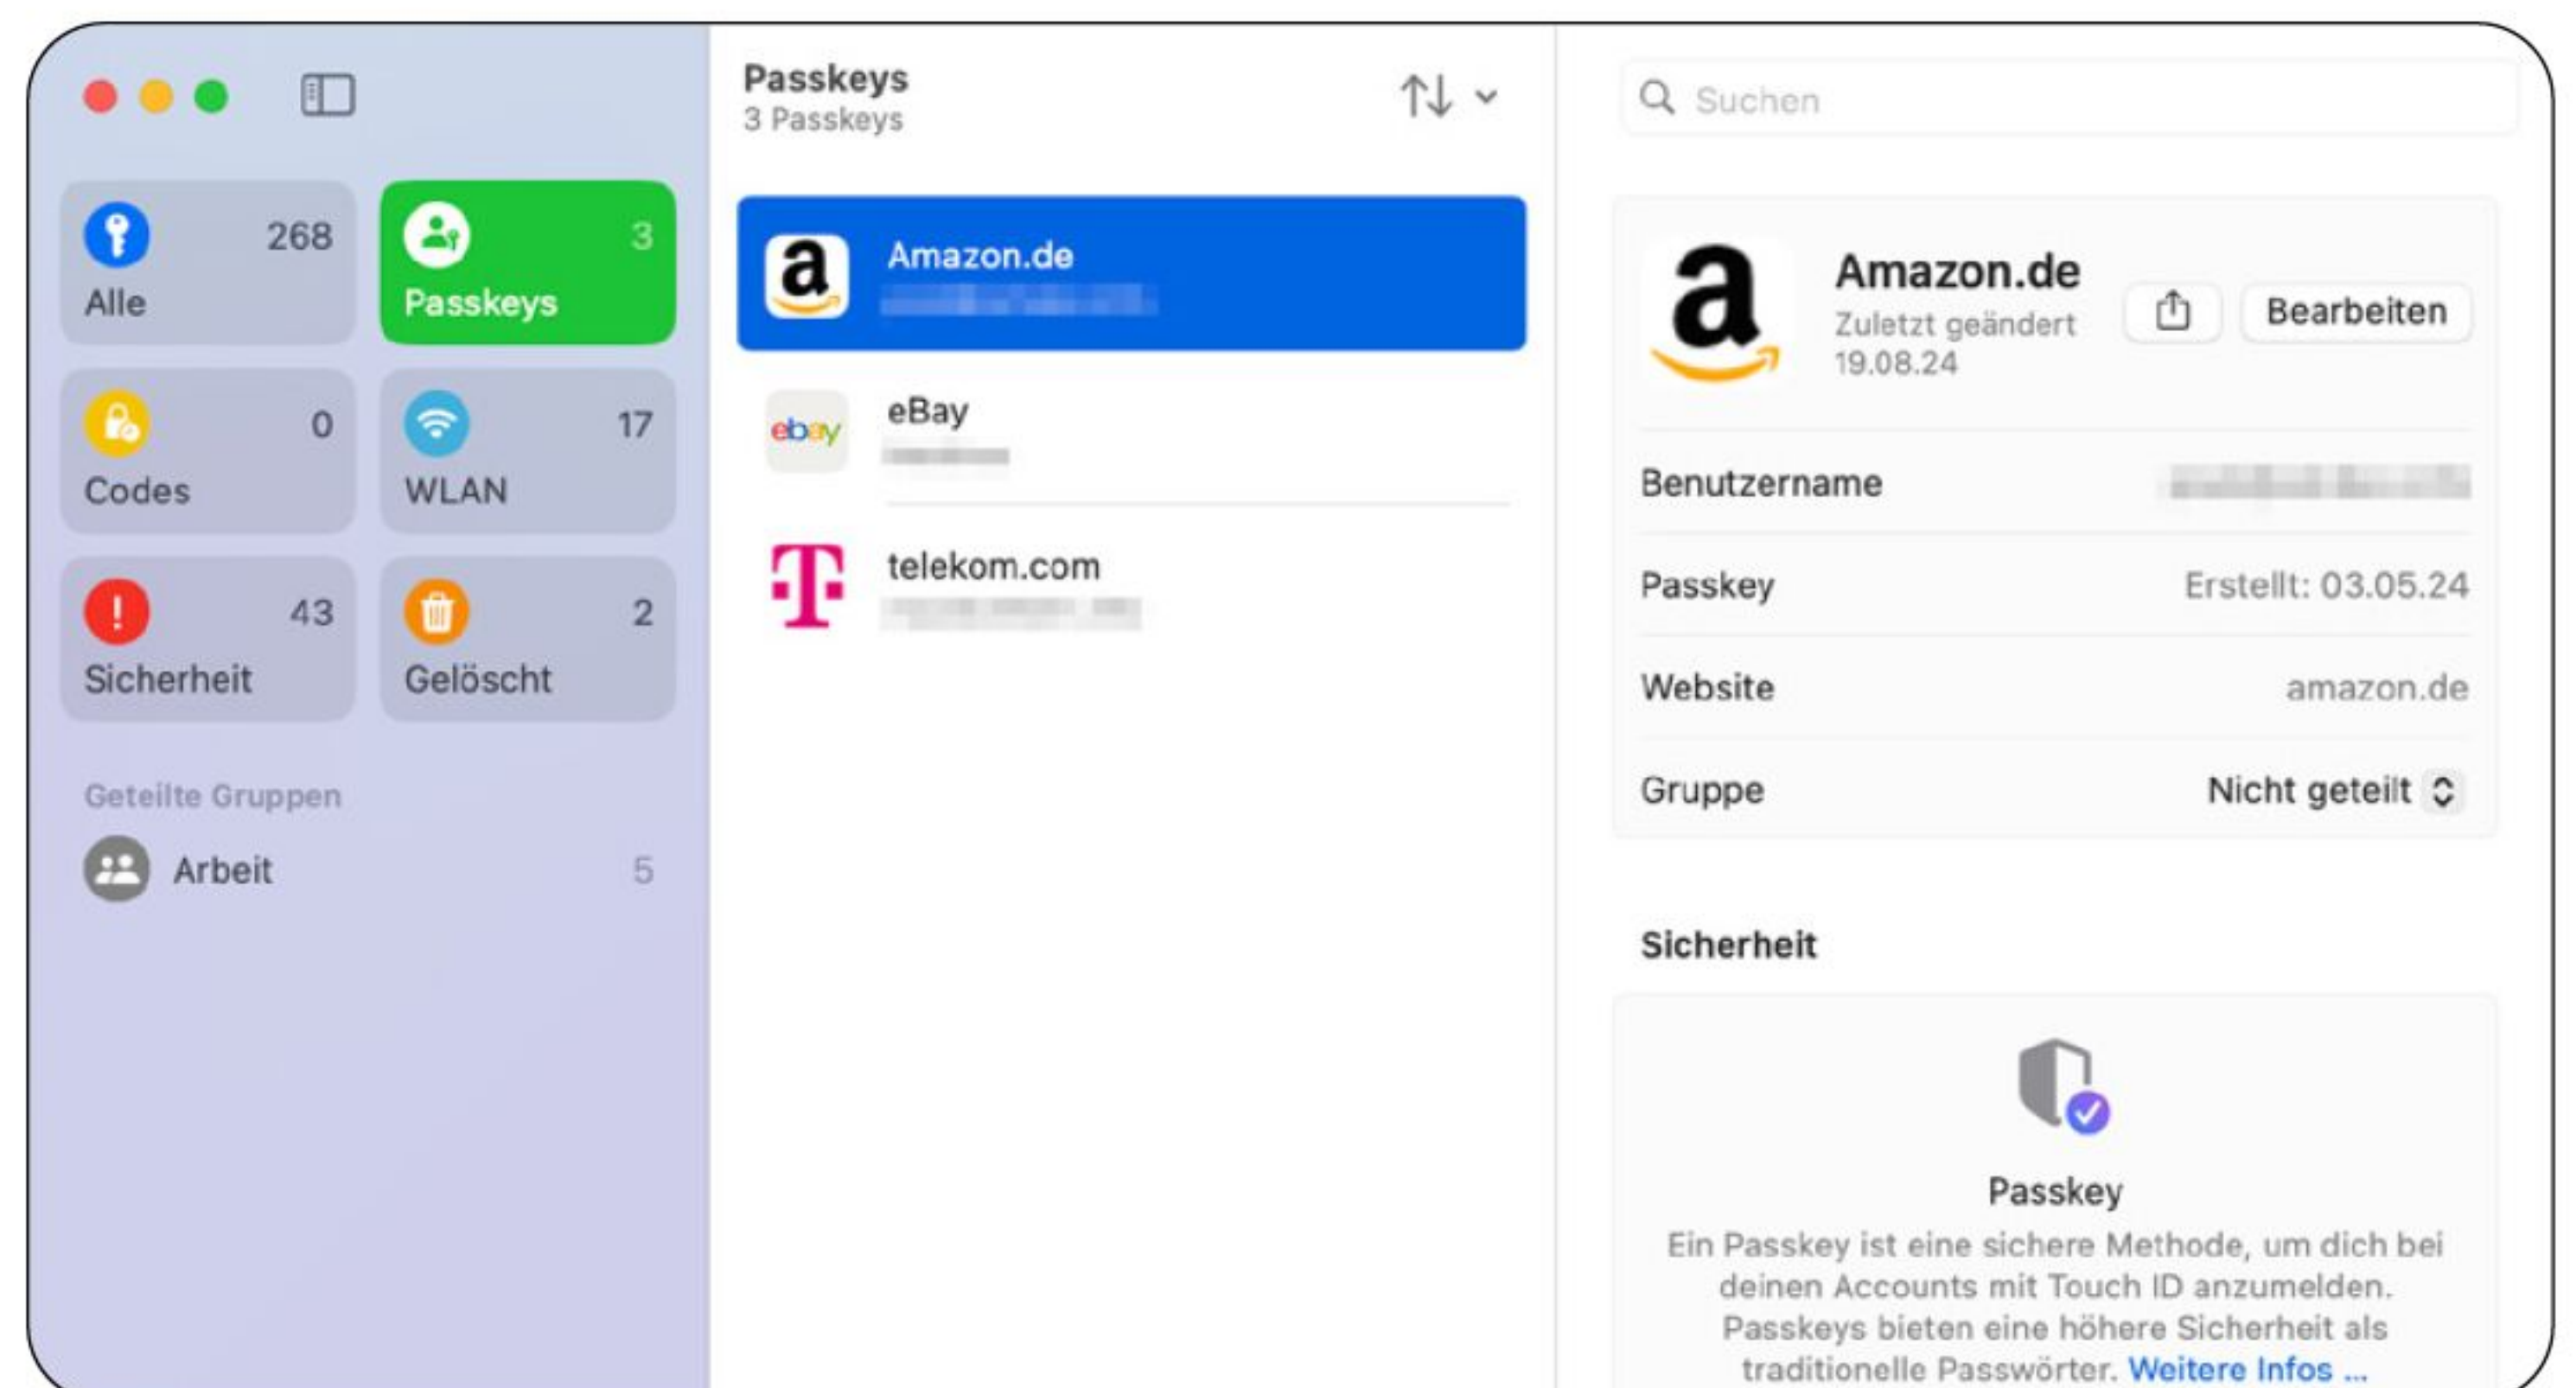 268
Alle
3
Passkeys
0
Codes
17
WLAN
43
Sicherheit
2
Gelöscht
Geteilte Gruppen
Arbeit 5
Passkeys
3 Passkeys
a
Amazon.de
ebay
eBay
T
telekom.com
Suchen
a
Amazon.de
Zuletzt geändert
19.08.24
Bearbeiten
Benutzername
Passkey Erstellt: 03.05.24
Website amazon.de
Gruppe Nicht geteilt
Sicherheit
Passkey
Ein Passkey ist eine sichere Methode, um dich bei
deinen Accounts mit Touch ID anzumelden.
Passkeys bieten eine höhere Sicherheit als
traditionelle Passwörter. Weitere Infos ...